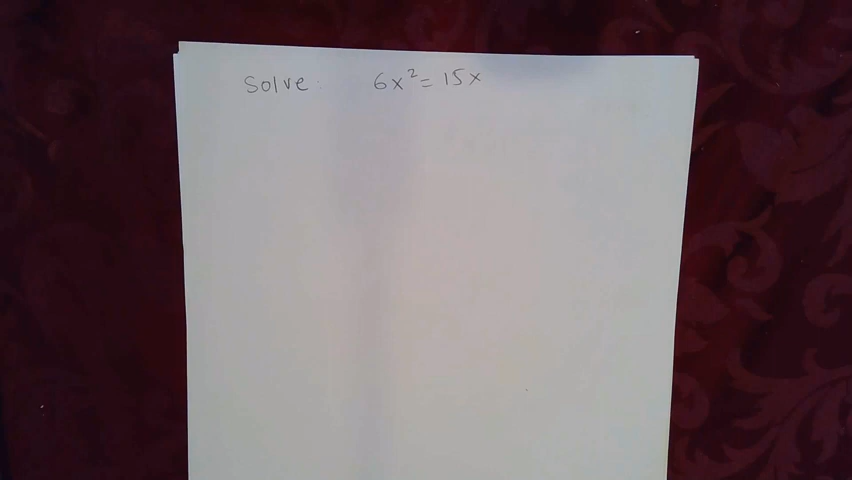 Solve: 6x² = 15x